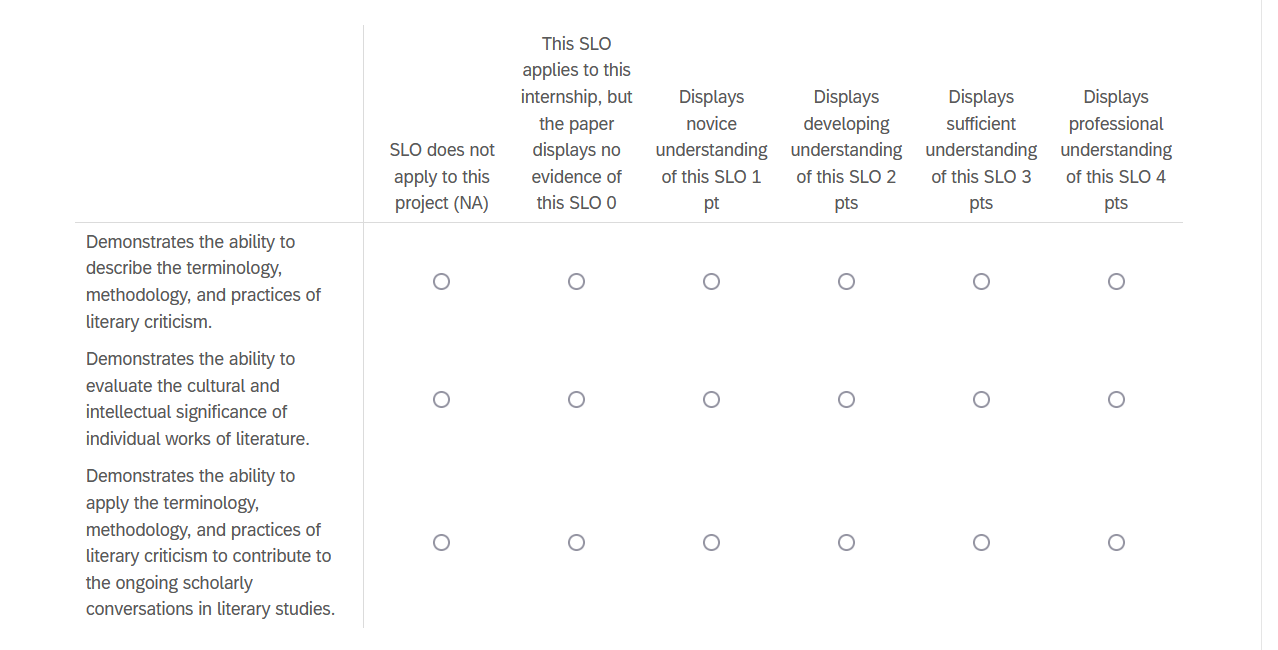 SLO does not
apply to this
project (NA)
This SLO
applies to this
internship, but
the paper
displays no
evidence of
this SLO 0
Displays
novice
understanding
of this SLO 1
pt
Displays
developing
understanding
of this SLO 2
pts
Displays
sufficient
understanding
of this SLO 3
pts
Displays
professional
understanding
of this SLO 4
pts
Demonstrates the ability to
describe the terminology,
methodology, and practices of
literary criticism.
Demonstrates the ability to
evaluate the cultural and
intellectual significance of
individual works of literature.
Demonstrates the ability to
apply the terminology,
methodology, and practices of
literary criticism to contribute to
the ongoing scholarly
conversations in literary studies.